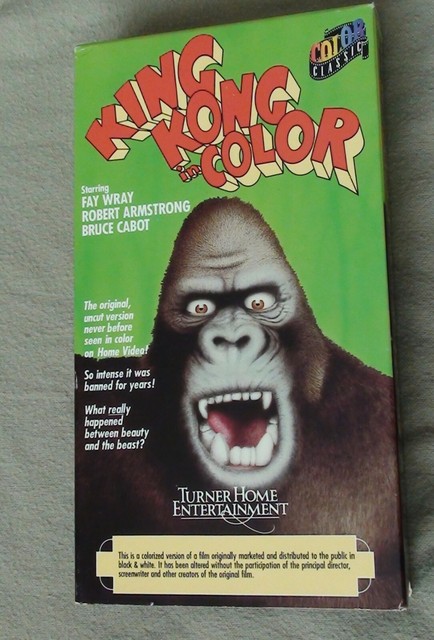 COLOR
CLASSIC
KING
KONG
in COLOR
Starring
FAY WRAY
ROBERT ARMSTRONG
BRUCE CABOT
The original,
uncut version
never before
seen in color
on Home Video!
So intense it was
banned for years!
What really
happened
between beauty
and the beast?
TURNER HOME
ENTERTAINMENT
This is a colorized version of a film originally marketed and distributed to the public in
black & white. It has been altered without the participation of the principal director,
screenwriter and other creators of the original film.